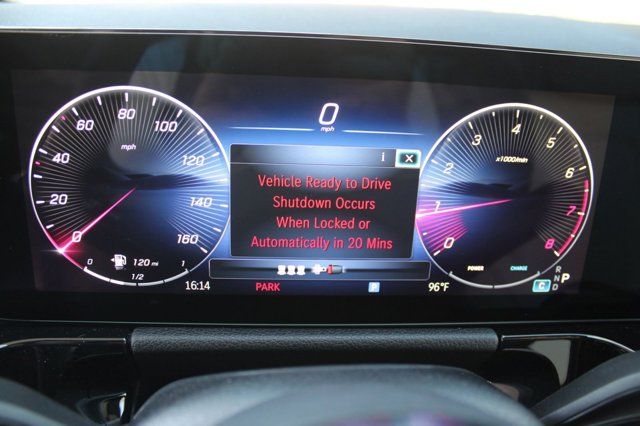 0
mph
i X
Vehicle Ready to Drive
Shutdown Occurs
When Locked or
Automatically in 20 Mins
0 20 40 60 80 100 120 140 160
mph
0 1/2 1
120 mi
0 1 2 3 4 5 6 7 8
x1000/min
POWER CHARGE
R
N
D
P
C
16:14 PARK P 96°F